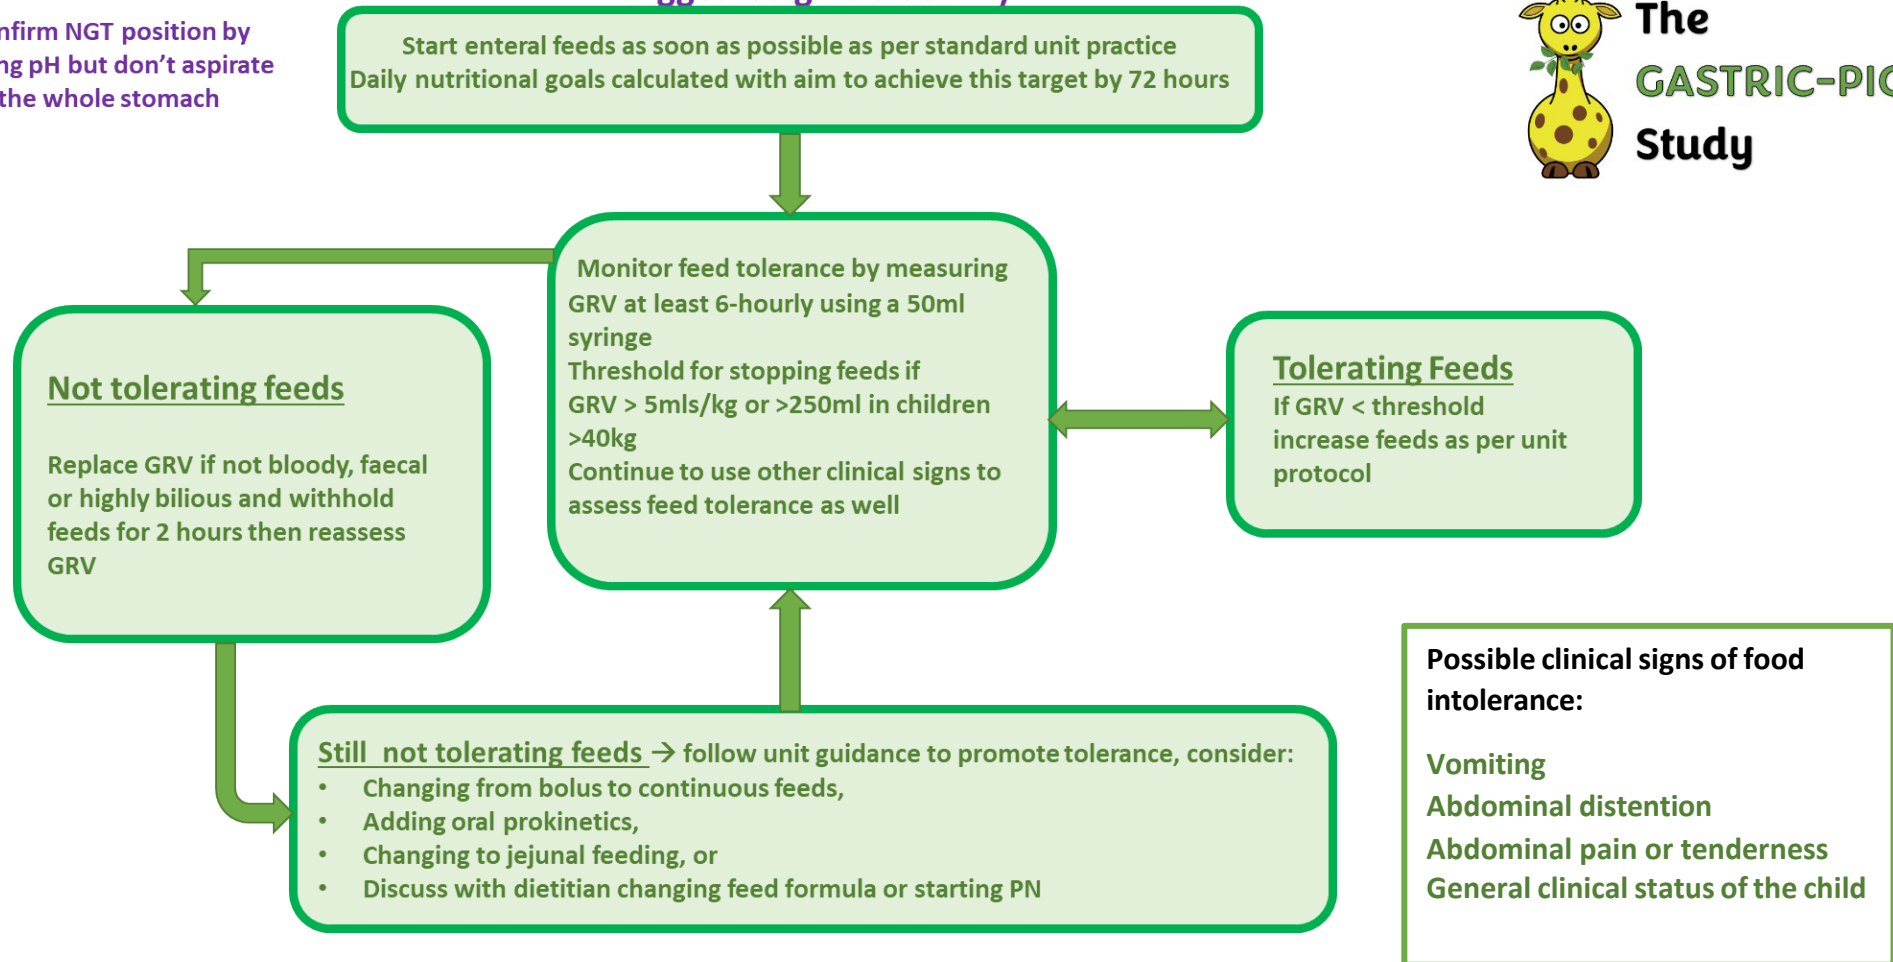 NGT position by
pH but don't aspirate
the whole stomach
Start enteral feeds as soon as possible as per standard unit practice
Daily nutritional goals calculated with aim to achieve this target by 72 hours
The
GASTRIC-PIC
Study
Monitor feed tolerance by measuring
GRV at least 6-hourly using a 50ml
syringe
Threshold for stopping feeds if
GRV > 5mls/kg or >250ml in children
>40kg
Continue to use other clinical signs to
assess feed tolerance as well
Not tolerating feeds
Replace GRV if not bloody, faecal
or highly bilious and withhold
feeds for 2 hours then reassess
GRV
Tolerating Feeds
If GRV < threshold
increase feeds as per unit
protocol
Still not tolerating feeds → follow unit guidance to promote tolerance, consider:
• Changing from bolus to continuous feeds,
• Adding oral prokinetics,
• Changing to jejunal feeding, or
• Discuss with dietitian changing feed formula or starting PN
Possible clinical signs of food
intolerance:
Vomiting
Abdominal distention
Abdominal pain or tenderness
General clinical status of the child